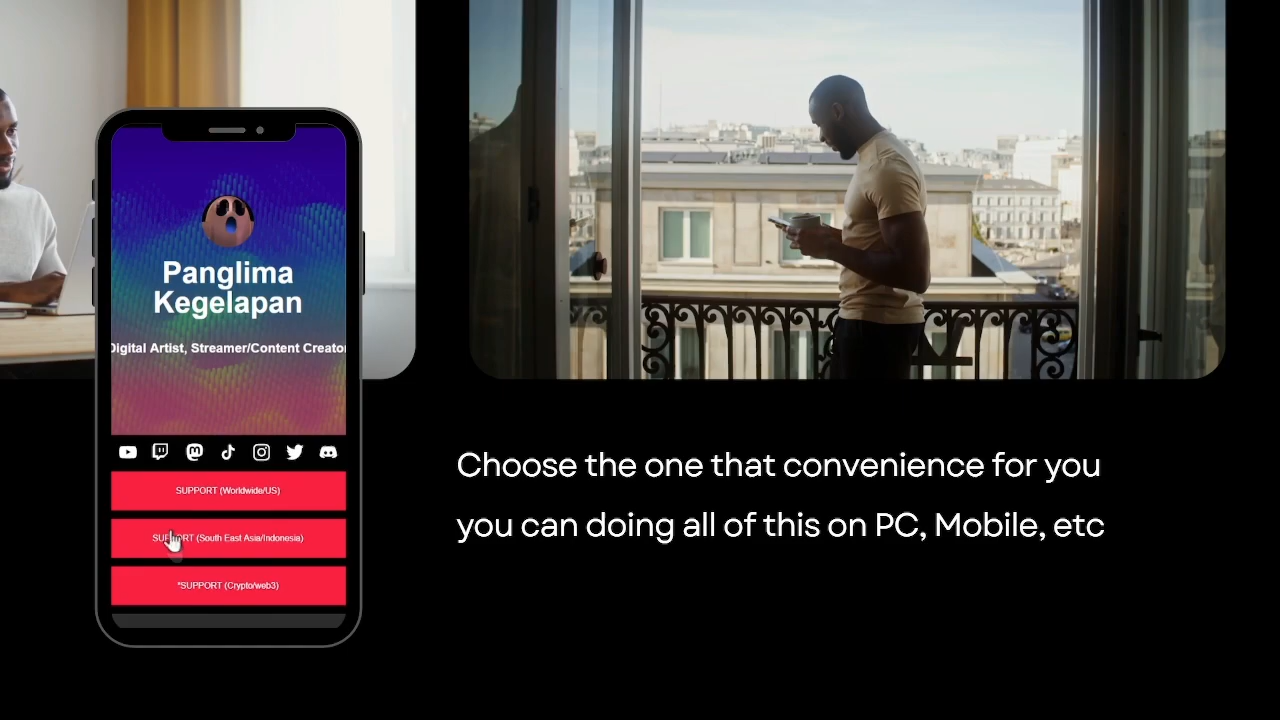 Panglima
Kegelapan
Digital Artist, Streamer/Content Creator
SUPPORT (Worldwide/US)
SUPPORT (South East Asia/Indonesia)
*SUPPORT (Crypto/web3)
Choose the one that convenience for you
you can doing all of this on PC, Mobile, etc